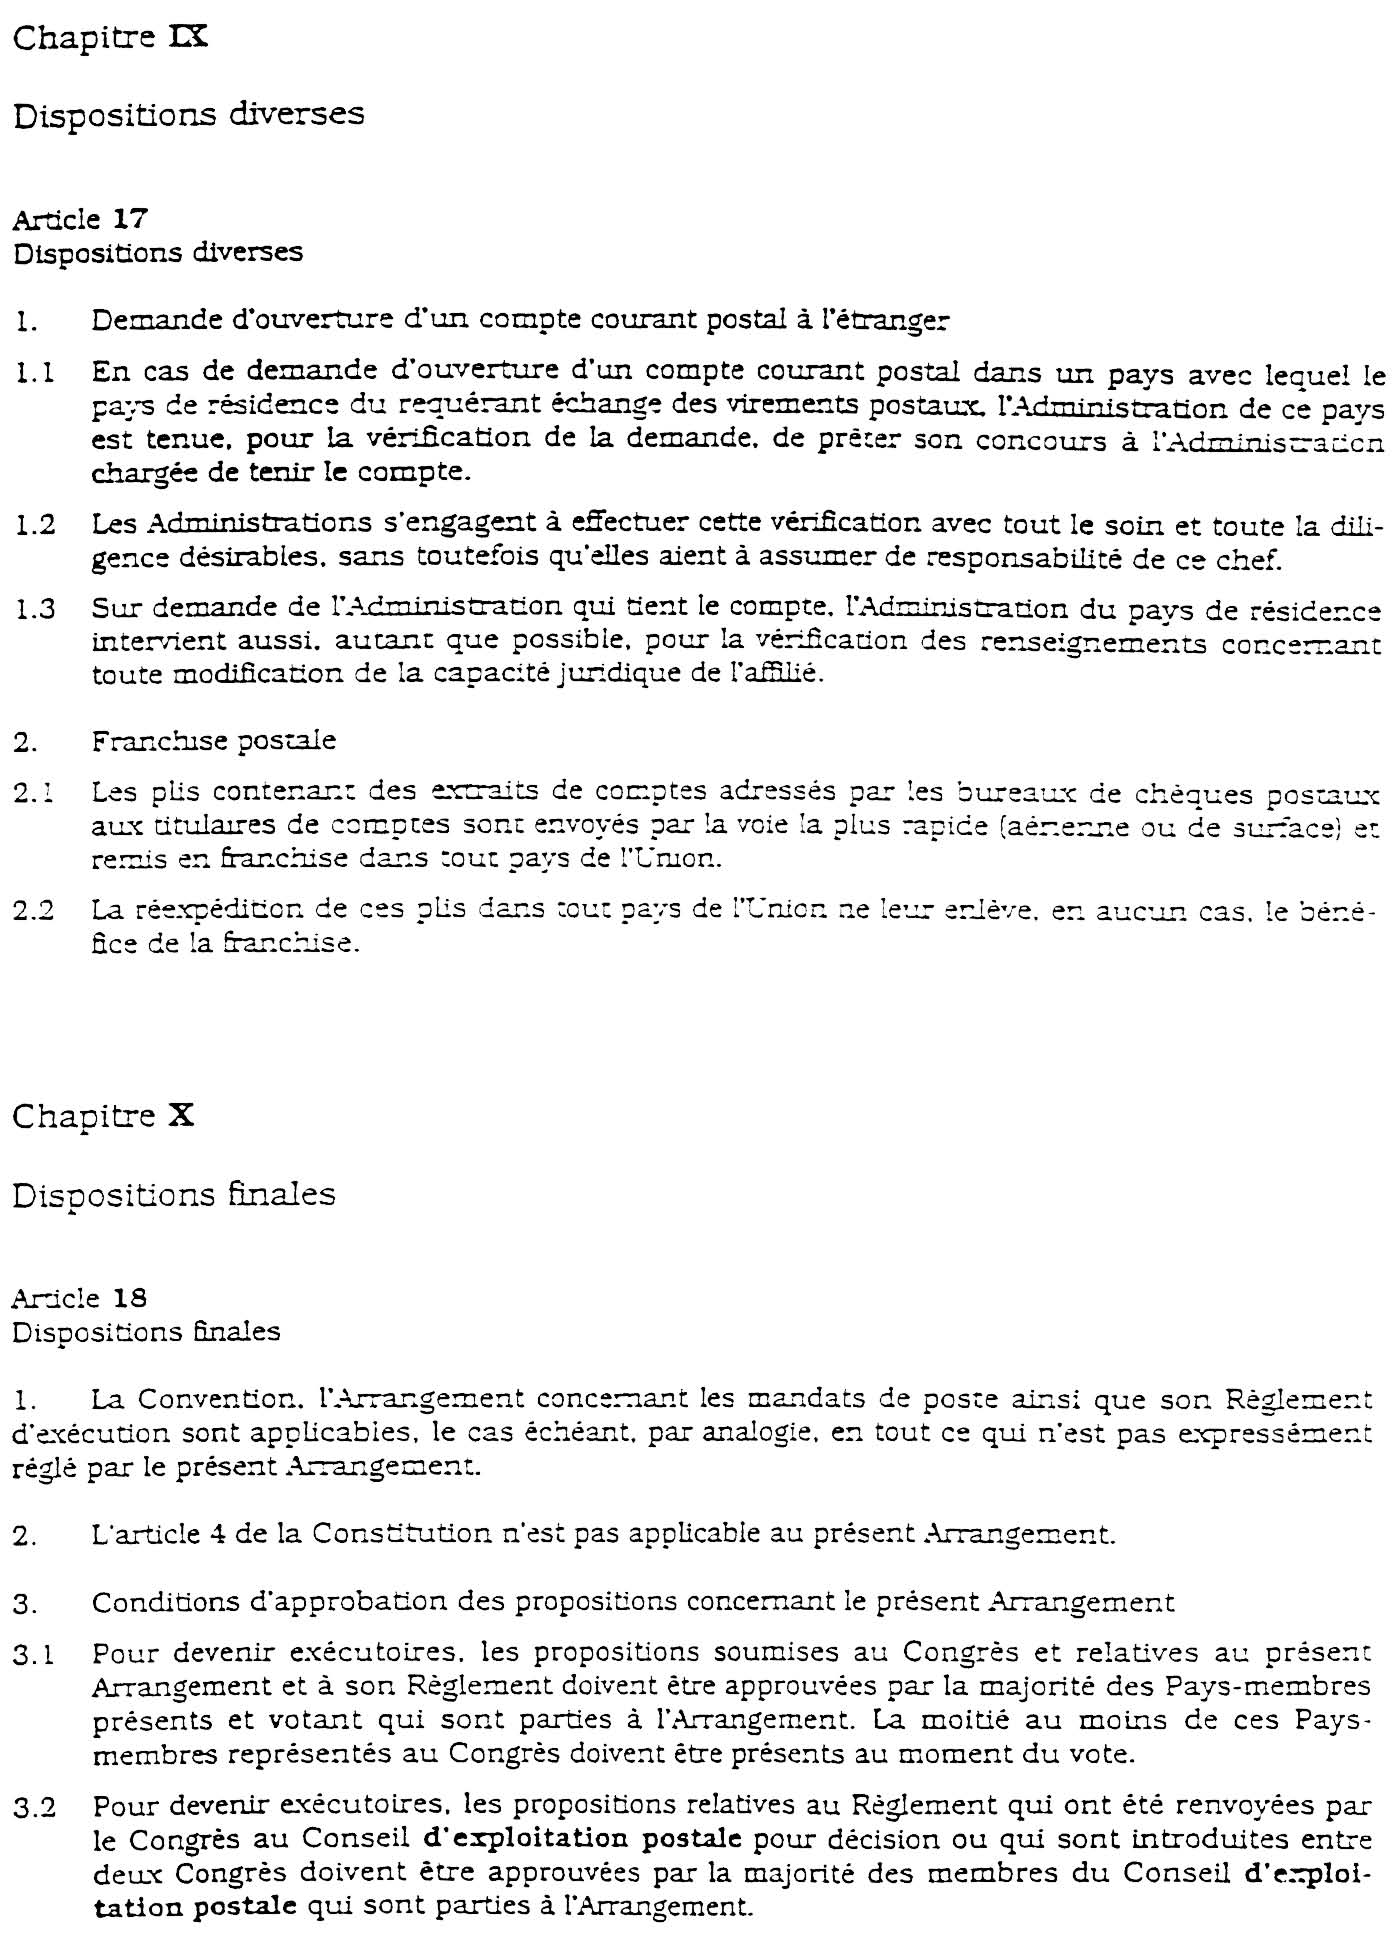 Chapitre IX
Dispositions diverses
Article 17
Dispositions diverses
1. Demande d'ouverture d'un compte courant postal à l'étranger
1.1 En cas de demande d'ouverture d'un compte courant postal dans un pays avec lequel le
pays de résidence du requérant échange des virements postaux, l'Administration de ce pays
est tenue, pour la vérification de la demande, de prêter son concours à l'Administration
chargée de tenir le compte.
1.2 Les Administrations s'engagent à effectuer cette vérification avec tout le soin et toute la dili-
gence désirables, sans toutefois qu'elles aient à assumer de responsabilité de ce chef.
1.3 Sur demande de l'Administration qui tient le compte, l'Administration du pays de résidence
intervient aussi, autant que possible, pour la vérification des renseignements concernant
toute modification de la capacité juridique de l'affilié.
2. Franchise postale
2.1 Les plis contenant des extraits de comptes adressés par les bureaux de chèques postaux
aux titulaires de comptes sont envoyés par la voie la plus rapide (aérienne ou de surface) et
remis en franchise dans tout pays de l'Union.
2.2 La réexpédition de ces plis dans tout pays de l'Union ne leur enlève, en aucun cas, le béné-
fice de la franchise.
Chapitre X
Dispositions finales
Article 18
Dispositions finales
1. La Convention, l'Arrangement concernant les mandats de poste ainsi que son Règlement
d'exécution sont applicables, le cas échéant, par analogie, en tout ce qui n'est pas expressément
réglé par le présent Arrangement.
2. L'article 4 de la Constitution n'est pas applicable au présent Arrangement.
3. Conditions d'approbation des propositions concernant le présent Arrangement
3.1 Pour devenir exécutoires, les propositions soumises au Congrès et relatives au présent
Arrangement et à son Règlement doivent être approuvées par la majorité des Pays-membres
présents et votant qui sont parties à l'Arrangement. La moitié au moins de ces Pays-
membres représentés au Congrès doivent être présents au moment du vote.
3.2 Pour devenir exécutoires, les propositions relatives au Règlement qui ont été renvoyées par
le Congrès au Conseil d'exploitation postale pour décision ou qui sont introduites entre
deux Congrès doivent être approuvées par la majorité des membres du Conseil d'exploi-
tation postale qui sont parties à l'Arrangement.